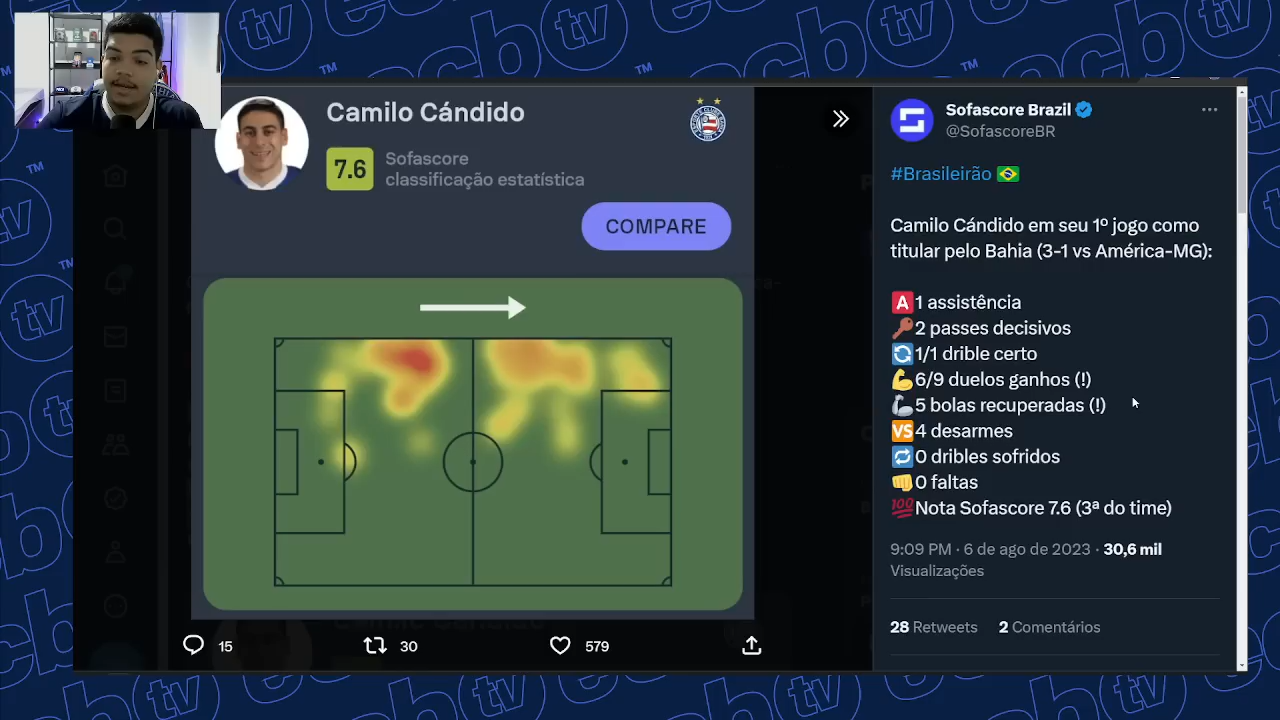 Camilo Cándido
7.6
Sofascore
classificação estatística
COMPARE
15
30
579
Sofascore Brazil
@SofascoreBR
#Brasileirão
Camilo Cándido em seu 1º jogo como
titular pelo Bahia (3-1 vs América-MG):
A 1 assistência
2 passes decisivos
1/1 drible certo
6/9 duelos ganhos (!)
5 bolas recuperadas (!)
VS 4 desarmes
0 dribles sofridos
0 faltas
100 Nota Sofascore 7.6 (3ª do time)
9:09 PM · 6 de ago de 2023 · 30,6 mil
Visualizações
28 Retweets 2 Comentários
ecbtv
TM